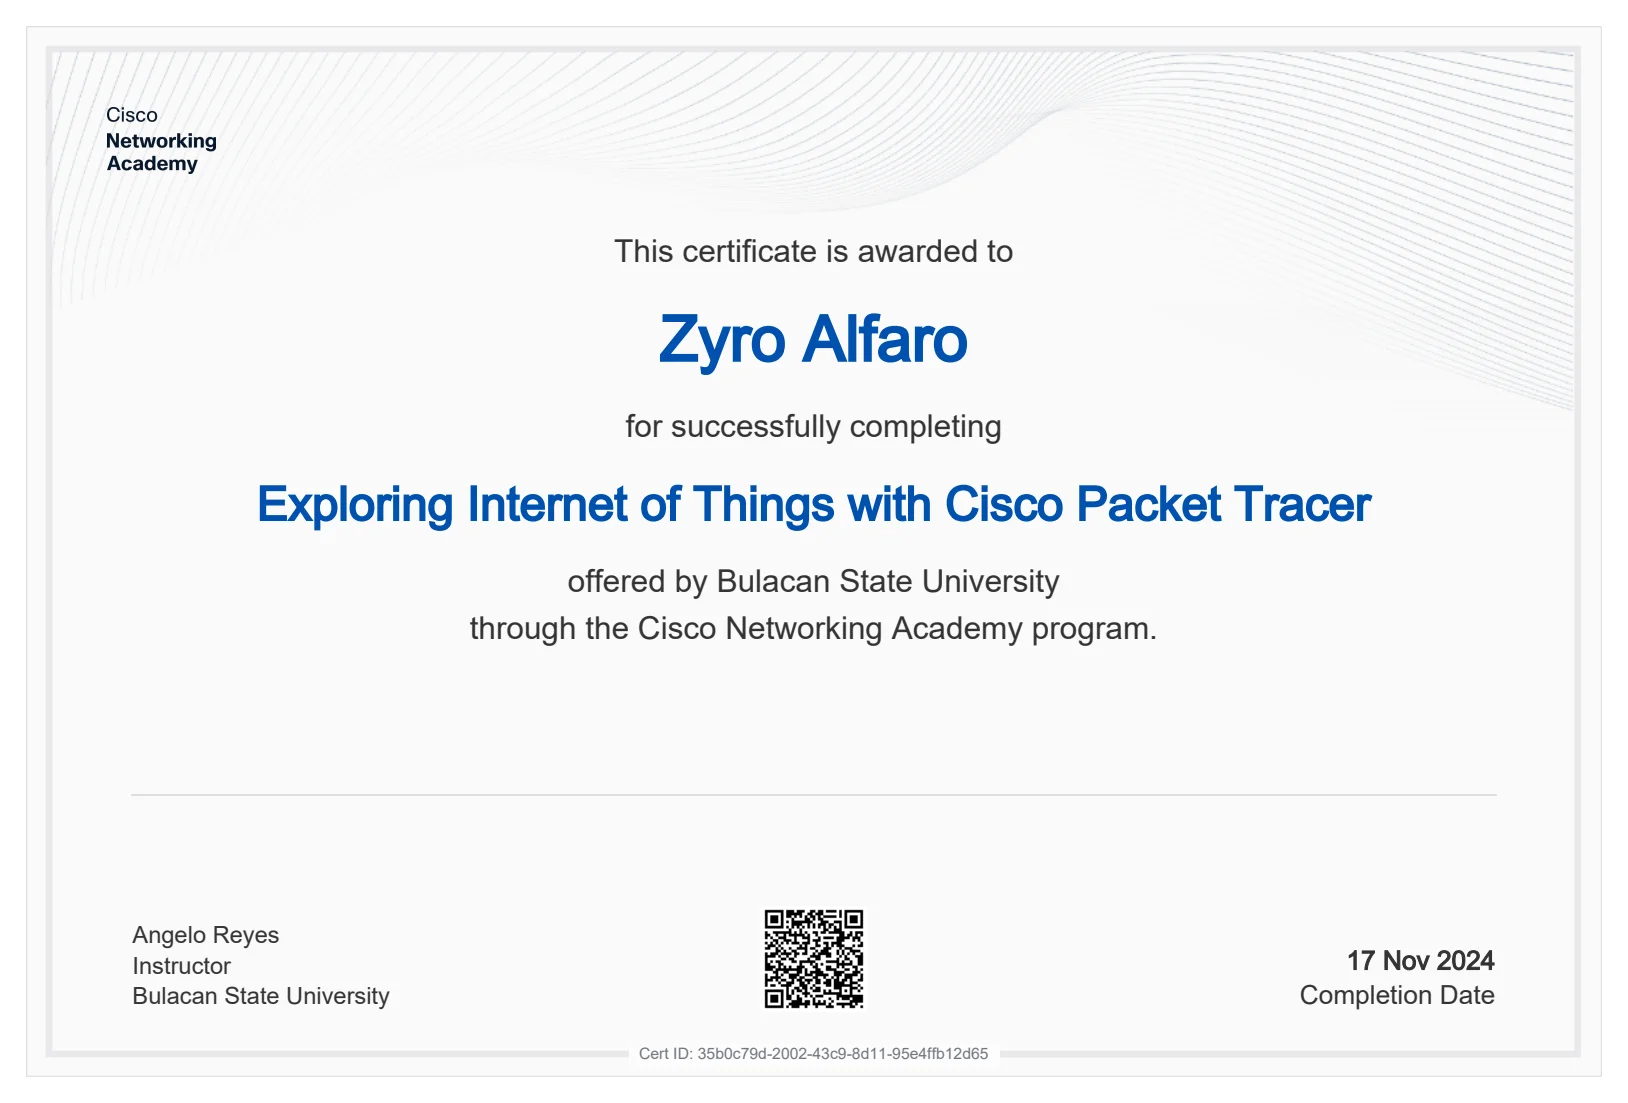 Cisco
Networking
Academy
This certificate is awarded to
Zyro Alfaro
for successfully completing
Exploring Internet of Things with Cisco Packet Tracer
offered by Bulacan State University
through the Cisco Networking Academy program.
Angelo Reyes
Instructor
Bulacan State University
17 Nov 2024
Completion Date
Cert ID: 35b0c79d-2002-43c9-8d11-95e4ffb12d65